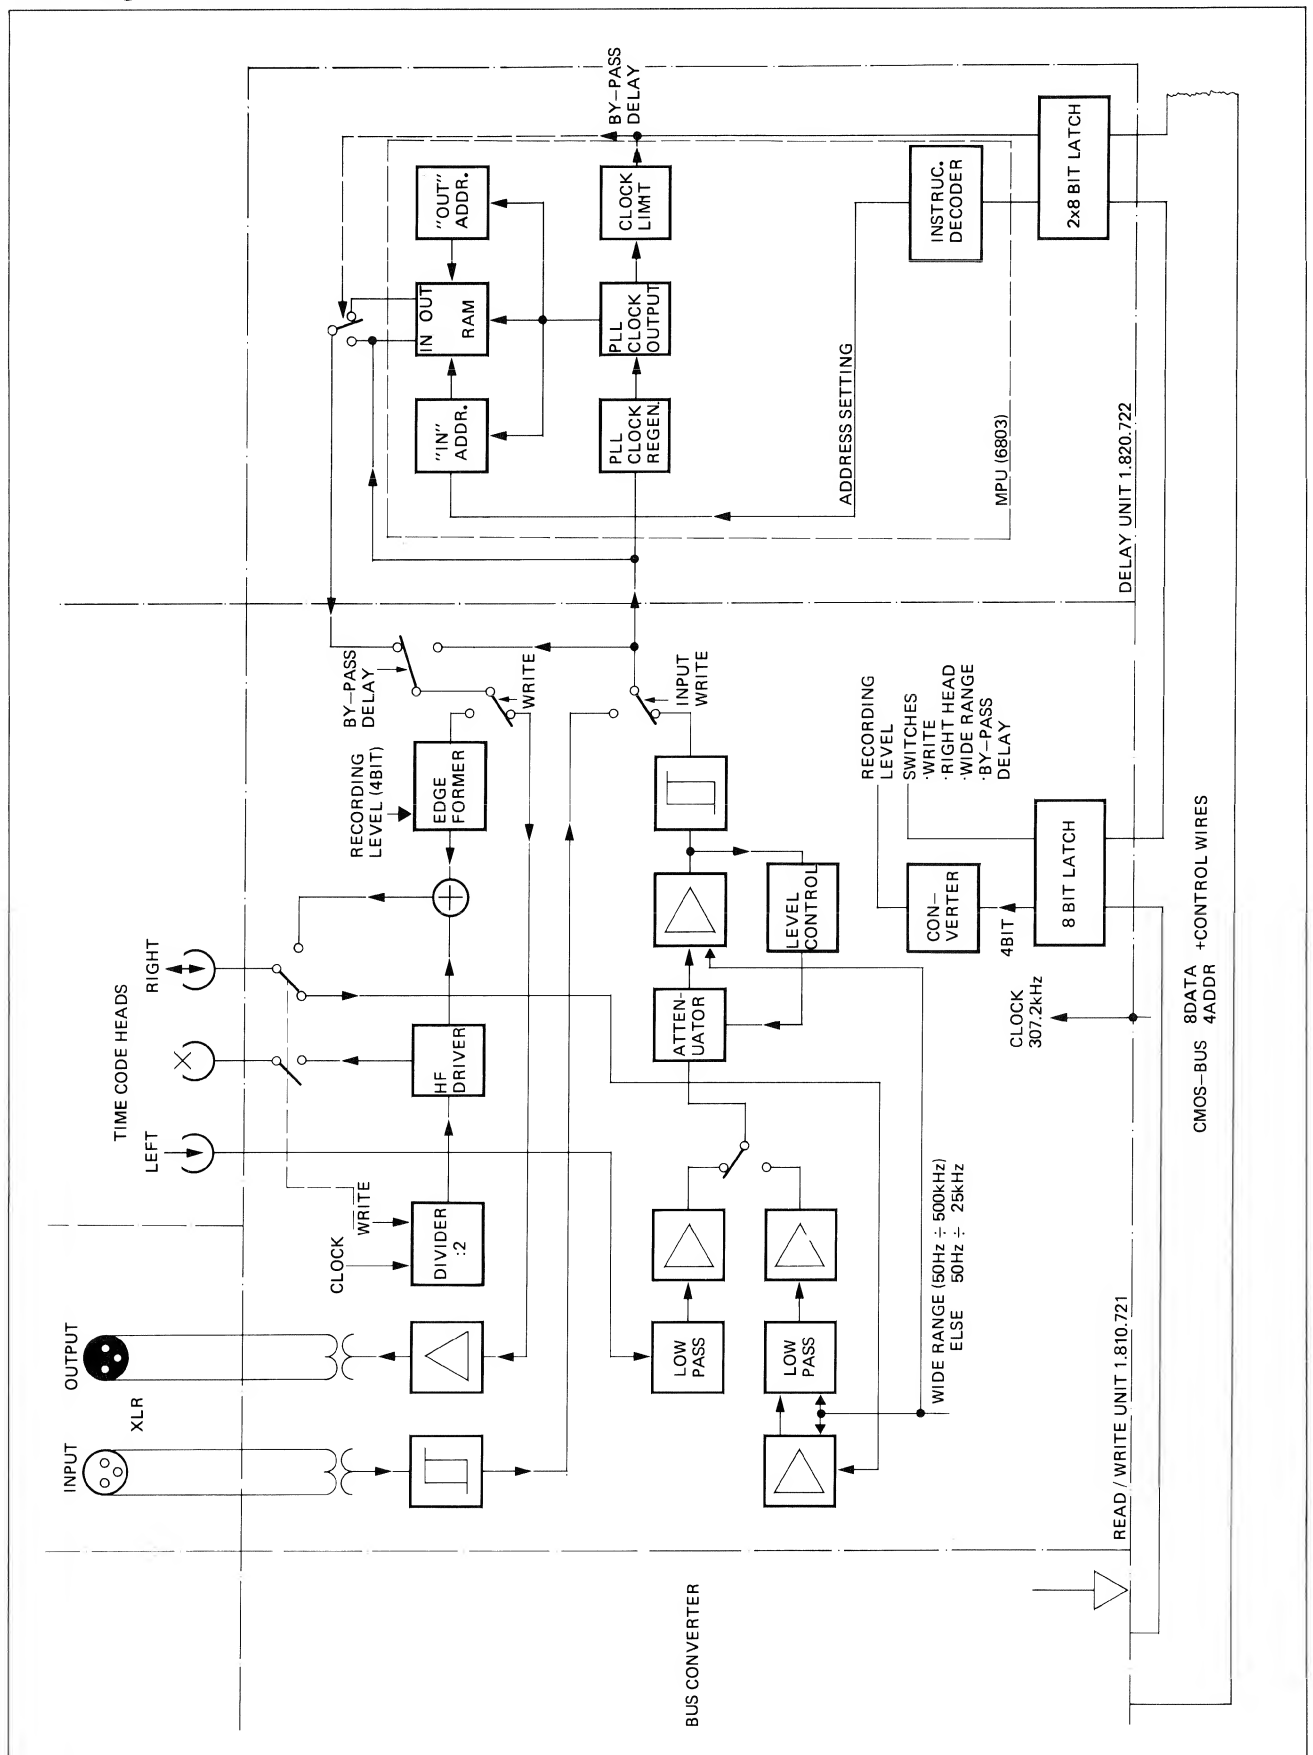 INPUT
XLR
OUTPUT
TIME CODE HEADS
LEFT
RIGHT
CLOCK
WRITE
DIVIDER
:2
HF
DRIVER
RECORDING
LEVEL (4BIT)
EDGE
FORMER
BY-PASS
DELAY
WRITE
INPUT
WRITE
LOW
PASS
LOW
PASS
ATTEN-
UATOR
LEVEL
CONTROL
WIDE RANGE (50Hz ÷ 500kHz)
ELSE 50Hz ÷ 25kHz
RECORDING
LEVEL
SWITCHES
·WRITE
·RIGHT HEAD
·WIDE RANGE
·BY-PASS
DELAY
CON-
VERTER
4BIT
8 BIT LATCH
CLOCK
307.2kHz
READ / WRITE UNIT 1.810.721
BUS CONVERTER
CMOS-BUS 8DATA +CONTROL WIRES
4ADDR
"IN"
ADDR.
IN OUT
RAM
"OUT"
ADDR.
PLL
CLOCK
REGEN.
PLL
CLOCK
OUTPUT
CLOCK
LIMIT
BY-PASS
DELAY
ADDRESS SETTING
INSTRUC.
DECODER
MPU (6803)
2x8 BIT LATCH
DELAY UNIT 1.820.722